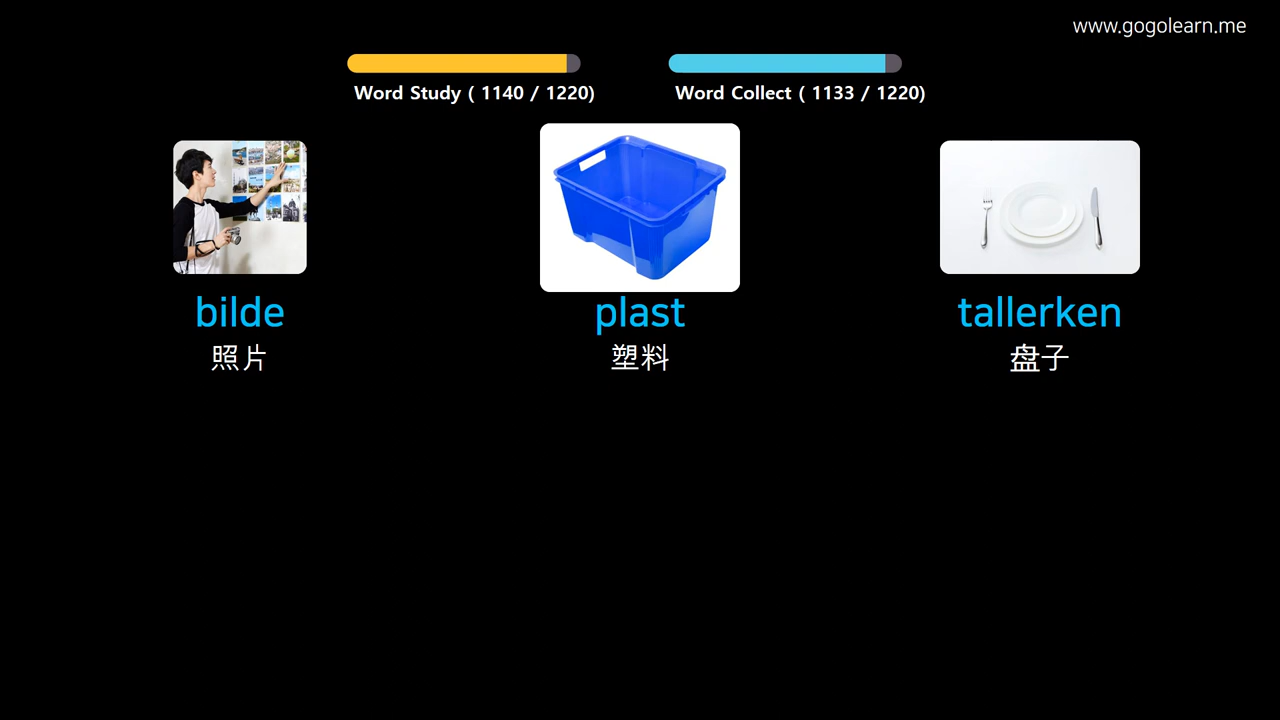 www.gogolearn.me
Word Study ( 1140 / 1220)
Word Collect ( 1133 / 1220)
bilde
plast
tallerken
照片
塑料
盘子